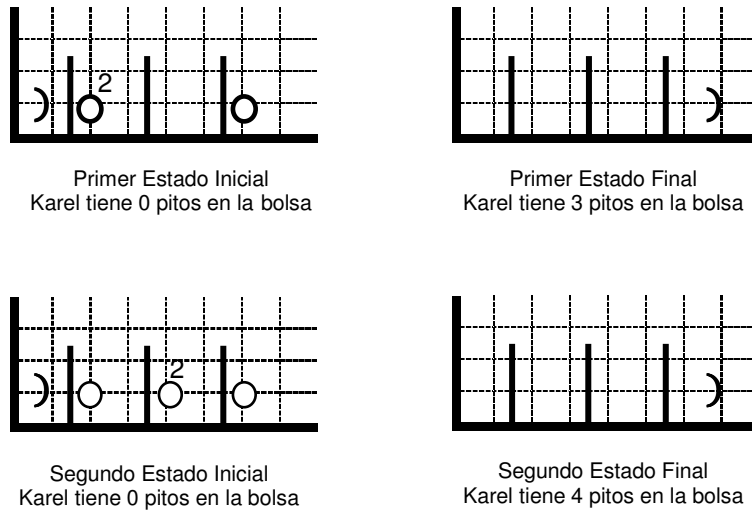 2
Primer Estado Inicial
Karel tiene 0 pitos en la bolsa
Primer Estado Final
Karel tiene 3 pitos en la bolsa
2
Segundo Estado Inicial
Karel tiene 0 pitos en la bolsa
Segundo Estado Final
Karel tiene 4 pitos en la bolsa